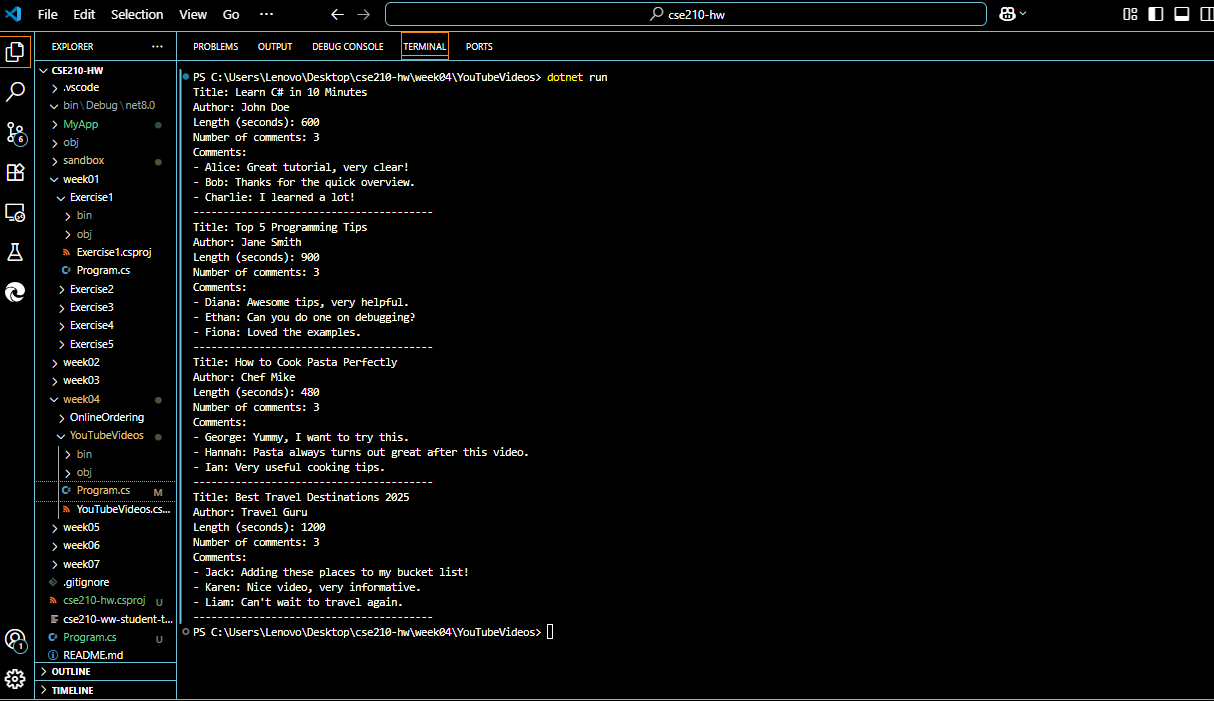 File Edit Selection View Go ··· cse210-hw
EXPLORER ···
CSE210-HW
.vscode
bin\Debug\net8.0
MyApp
obj
sandbox
week01
Exercise1
bin
obj
Exercise1.csproj
Program.cs
Exercise2
Exercise3
Exercise4
Exercise5
week02
week03
week04
OnlineOrdering
YouTubeVideos
bin
obj
Program.cs M
YouTubeVideos.cs...
week05
week06
week07
.gitignore
cse210-hw.csproj U
cse210-ww-student-t...
Program.cs U
README.md
OUTLINE
TIMELINE
6
1
PROBLEMS OUTPUT DEBUG CONSOLE TERMINAL PORTS
PS C:\Users\Lenovo\Desktop\cse210-hw\week04\YouTubeVideos> dotnet run
Title: Learn C# in 10 Minutes
Author: John Doe
Length (seconds): 600
Number of comments: 3
Comments:
- Alice: Great tutorial, very clear!
- Bob: Thanks for the quick overview.
- Charlie: I learned a lot!
----------------------------------------
Title: Top 5 Programming Tips
Author: Jane Smith
Length (seconds): 900
Number of comments: 3
Comments:
- Diana: Awesome tips, very helpful.
- Ethan: Can you do one on debugging?
- Fiona: Loved the examples.
----------------------------------------
Title: How to Cook Pasta Perfectly
Author: Chef Mike
Length (seconds): 480
Number of comments: 3
Comments:
- George: Yummy, I want to try this.
- Hannah: Pasta always turns out great after this video.
- Ian: Very useful cooking tips.
----------------------------------------
Title: Best Travel Destinations 2025
Author: Travel Guru
Length (seconds): 1200
Number of comments: 3
Comments:
- Jack: Adding these places to my bucket list!
- Karen: Nice video, very informative.
- Liam: Can't wait to travel again.
----------------------------------------
PS C:\Users\Lenovo\Desktop\cse210-hw\week04\YouTubeVideos>